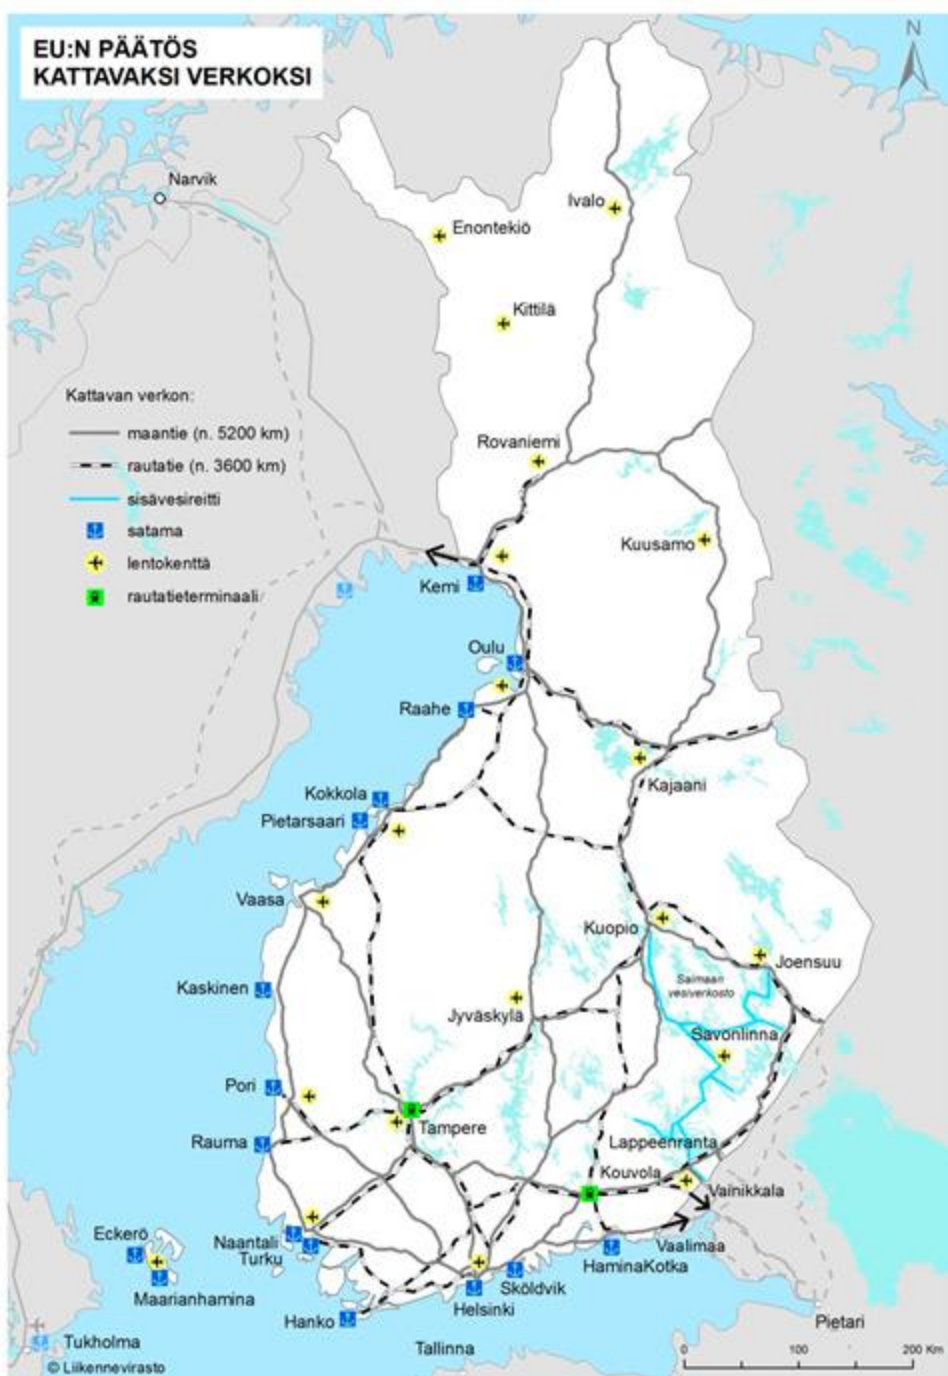 EU:N PÄÄTÖS
KATTAVAKSI VERKOKSI
N
Narvik
Ivalo
Enontekiö
Kittilä
Kattavan verkon:
maantie (n. 5200 km)
rautatie (n. 3600 km)
sisävesireitti
satama
lentokenttä
rautatieterminaali
Rovaniemi
Kuusamo
Kemi
Oulu
Raahe
Kajaani
Kokkola
Pietarsaari
Vaasa
Kuopio
Joensuu
Saimaan
vesiverkosto
Kaskinen
Jyväskylä
Savonlinna
Pori
Tampere
Rauma
Lappeenranta
Kouvola
Vainikkala
Eckerö
Naantali
Turku
Vaalimaa
HaminaKotka
Maarianhamina
Sköldvik
Helsinki
Hanko
Pietari
Tukholma
Tallinna
© Liikennevirasto
0 100 200 Km